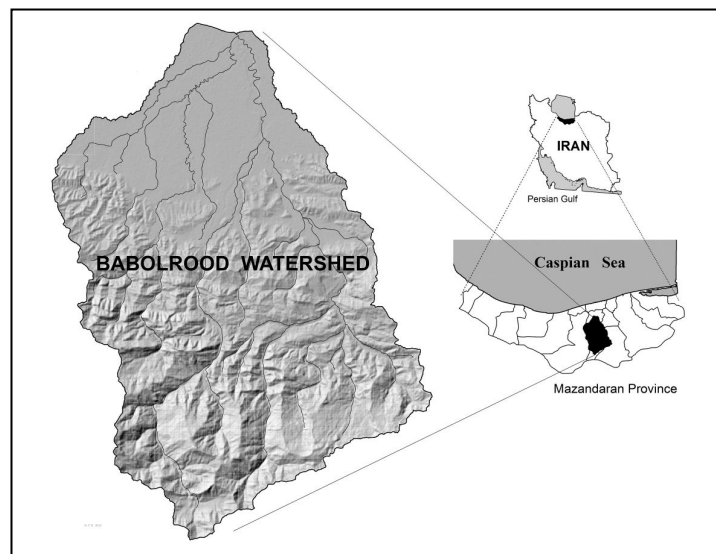 BABOLROOD WATERSHED
IRAN
Persian Gulf
Caspian Sea
Mazandaran Province